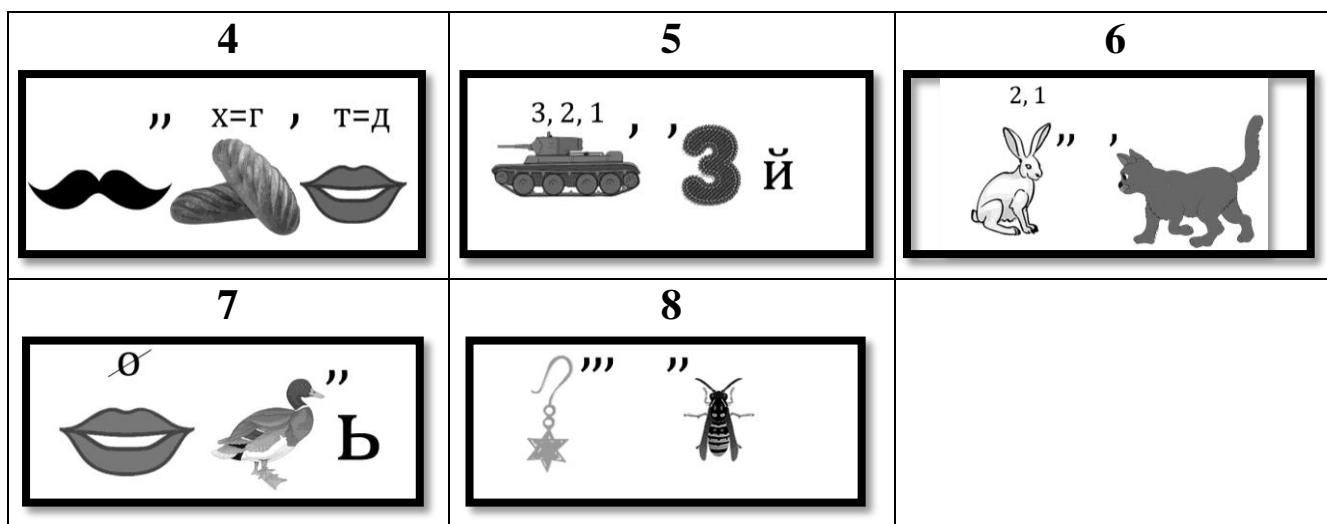 4
,, х=г , т=д
5
3, 2, 1 , , 3 й
6
2, 1
,, ,
7
о ,,
Ь
8
,,, ,,